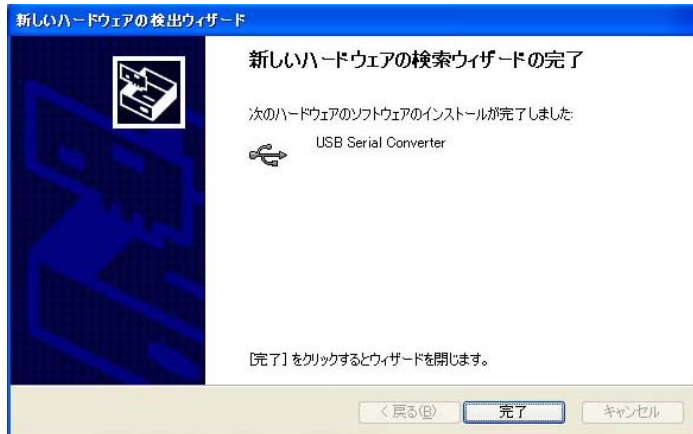 新しいハードウェアの検出ウィザード
新しいハードウェアの検索ウィザードの完了
次のハードウェアのソフトウェアのインストールが完了しました:
USB Serial Converter
[完了] をクリックするとウィザードを閉じます。
< 戻る(B)
完了
キャンセル